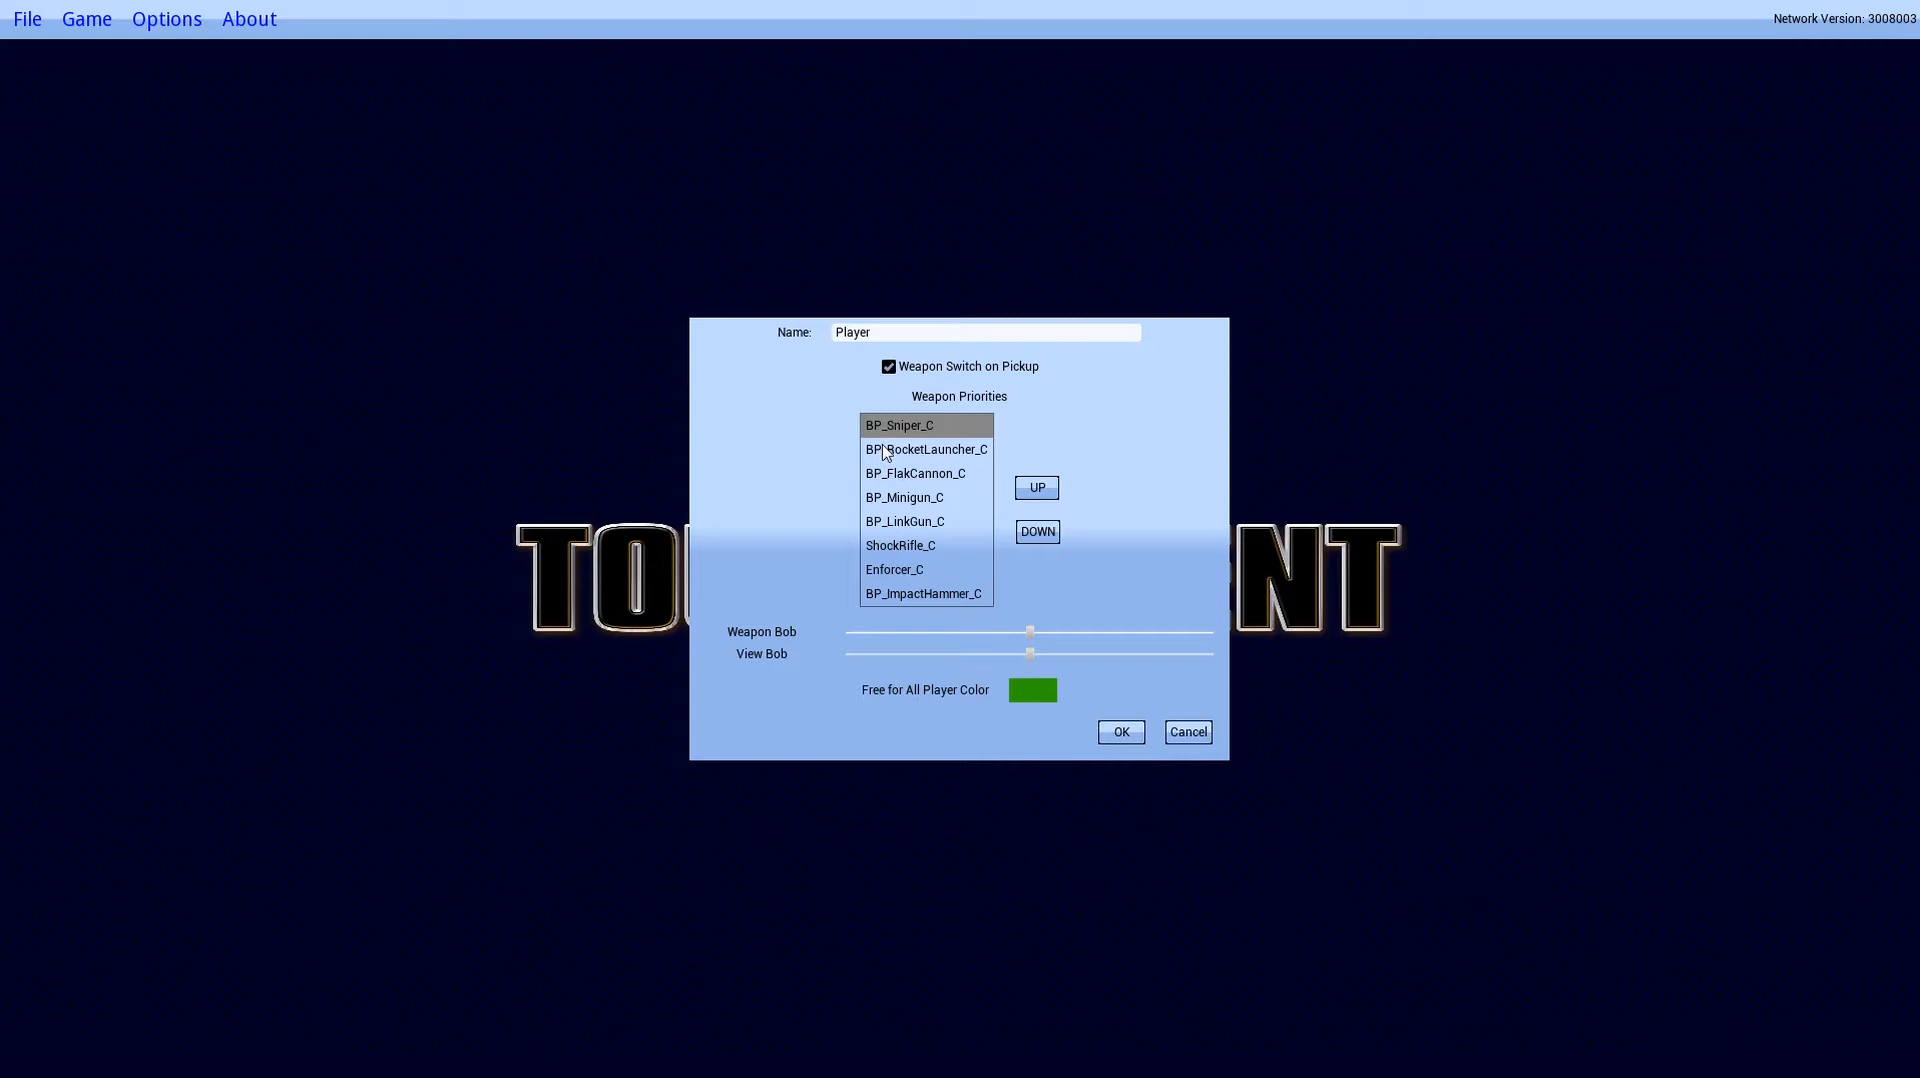 File Game Options About
Network Version: 3008003
Name: Player
Weapon Switch on Pickup
Weapon Priorities
BP_Sniper_C
BP_RocketLauncher_C
BP_FlakCannon_C
BP_Minigun_C
BP_LinkGun_C
ShockRifle_C
Enforcer_C
BP_ImpactHammer_C
UP
DOWN
Weapon Bob
View Bob
Free for All Player Color
OK Cancel